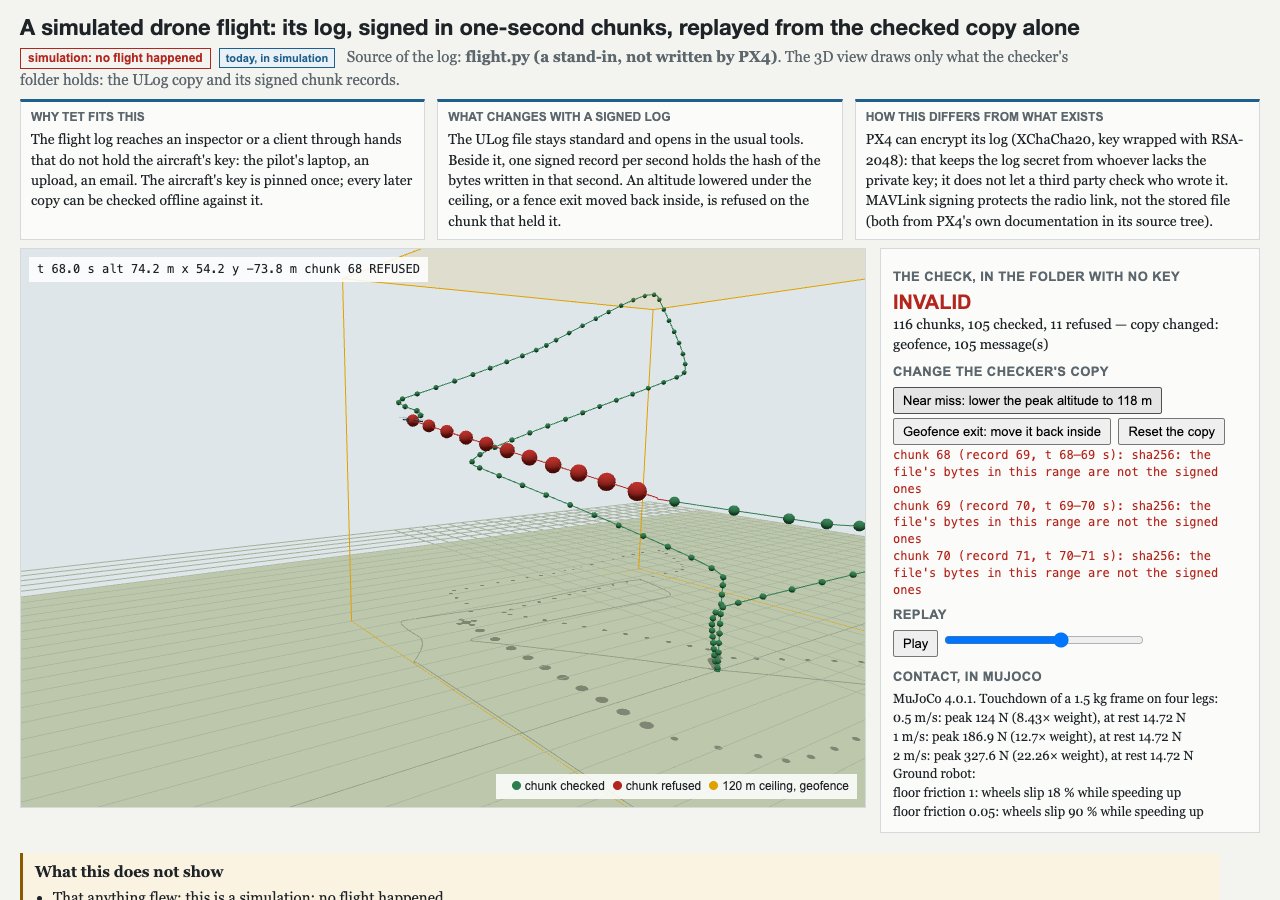 A simulated drone flight: its log, signed in one-second chunks, replayed from the checked copy alone
simulation: no flight happened today, in simulation Source of the log: flight.py (a stand-in, not written by PX4). The 3D view draws only what the checker's
folder holds: the ULog copy and its signed chunk records.
WHY TET FITS THIS
The flight log reaches an inspector or a client through hands
that do not hold the aircraft's key: the pilot's laptop, an
upload, an email. The aircraft's key is pinned once; every later
copy can be checked offline against it.
WHAT CHANGES WITH A SIGNED LOG
The ULog file stays standard and opens in the usual tools.
Beside it, one signed record per second holds the hash of the
bytes written in that second. An altitude lowered under the
ceiling, or a fence exit moved back inside, is refused on the
chunk that held it.
HOW THIS DIFFERS FROM WHAT EXISTS
PX4 can encrypt its log (XChaCha20, key wrapped with RSA-
2048): that keeps the log secret from whoever lacks the
private key; it does not let a third party check who wrote it.
MAVLink signing protects the radio link, not the stored file
(both from PX4's own documentation in its source tree).
t 68.0 s alt 74.2 m x 54.2 y −73.8 m chunk 68 REFUSED
chunk checked chunk refused 120 m ceiling, geofence
THE CHECK, IN THE FOLDER WITH NO KEY
INVALID
116 chunks, 105 checked, 11 refused — copy changed:
geofence, 105 message(s)
CHANGE THE CHECKER'S COPY
Near miss: lower the peak altitude to 118 m
Geofence exit: move it back inside Reset the copy
chunk 68 (record 69, t 68–69 s): sha256: the
file's bytes in this range are not the signed
ones
chunk 69 (record 70, t 69–70 s): sha256: the
file's bytes in this range are not the signed
ones
chunk 70 (record 71, t 70–71 s): sha256: the
file's bytes in this range are not the signed
ones
REPLAY
Play
CONTACT, IN MUJOCO
MuJoCo 4.0.1. Touchdown of a 1.5 kg frame on four legs:
0.5 m/s: peak 124 N (8.43× weight), at rest 14.72 N
1 m/s: peak 186.9 N (12.7× weight), at rest 14.72 N
2 m/s: peak 327.6 N (22.26× weight), at rest 14.72 N
Ground robot:
floor friction 1: wheels slip 18 % while speeding up
floor friction 0.05: wheels slip 90 % while speeding up
What this does not show
• That anything flew: this is a simulation; no flight happened.